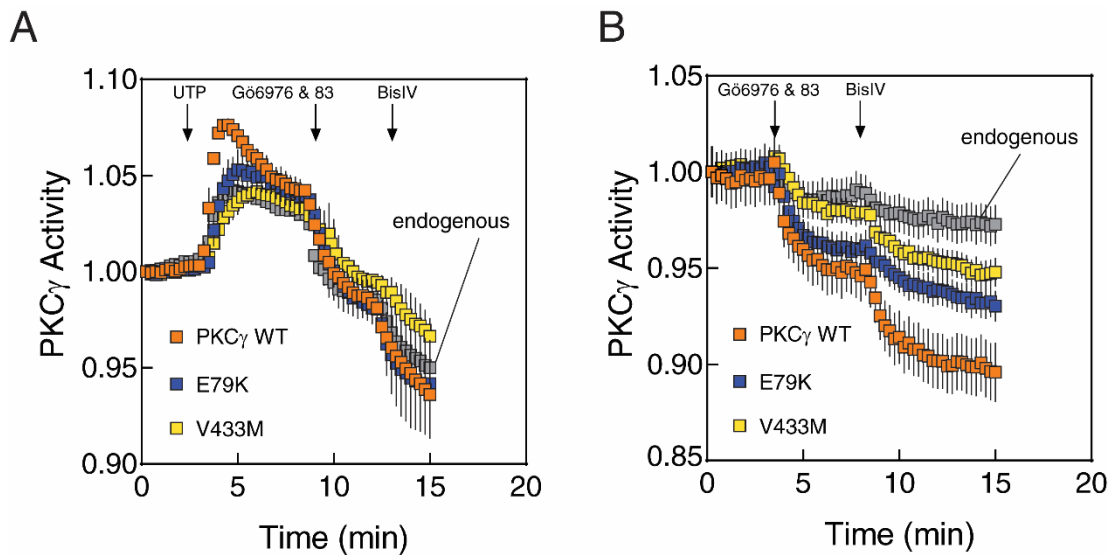 A
PKCγ Activity
1.10
1.05
1.00
0.95
0.90
UTP
Gö6976 & 83
BisIV
endogenous
PKCγ WT
E79K
V433M
0
5
10
15
20
Time (min)
B
PKCγ Activity
1.05
1.00
0.95
0.90
0.85
Gö6976 & 83
BisIV
endogenous
PKCγ WT
E79K
V433M
0
5
10
15
20
Time (min)